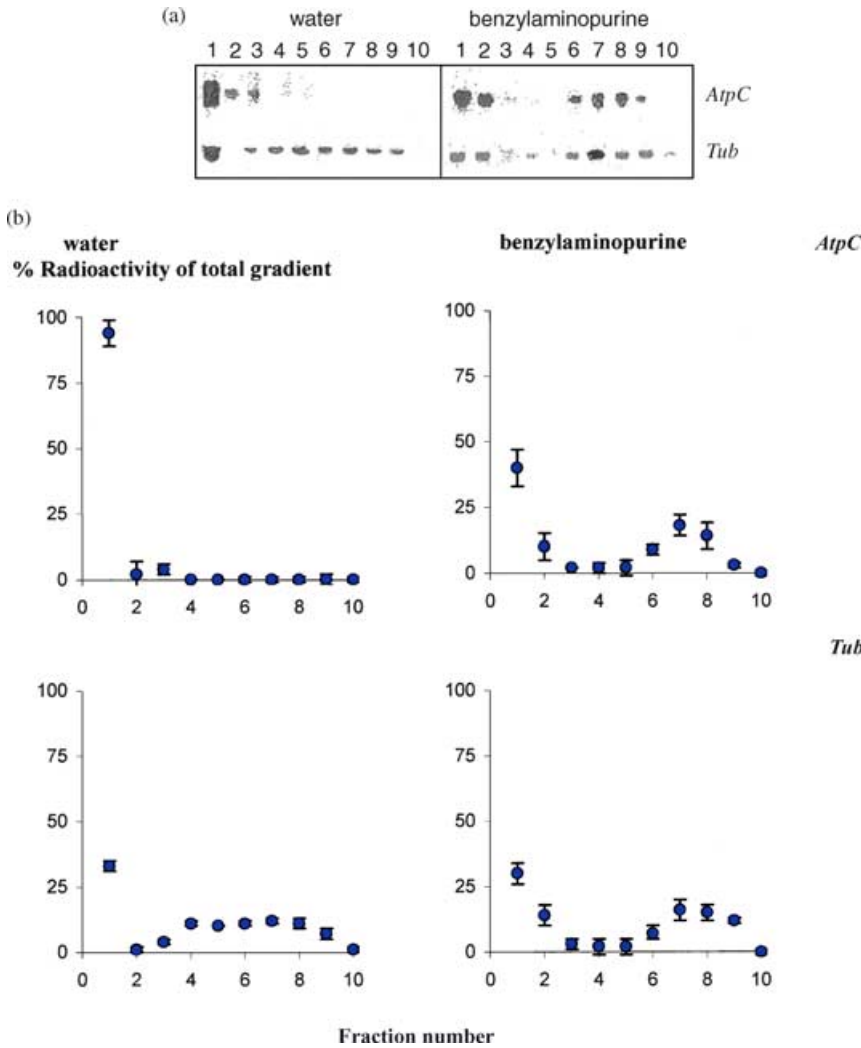 (a)
water benzylaminopurine
1 2 3 4 5 6 7 8 9 10 1 2 3 4 5 6 7 8 9 10
AtpC
Tub
(b)
water benzylaminopurine AtpC
% Radioactivity of total gradient
100 100
75 75
50 50
25 25
0 0
0 2 4 6 8 10 0 2 4 6 8 10
Tub
100 100
75 75
50 50
25 25
0 0
0 2 4 6 8 10 0 2 4 6 8 10
Fraction number